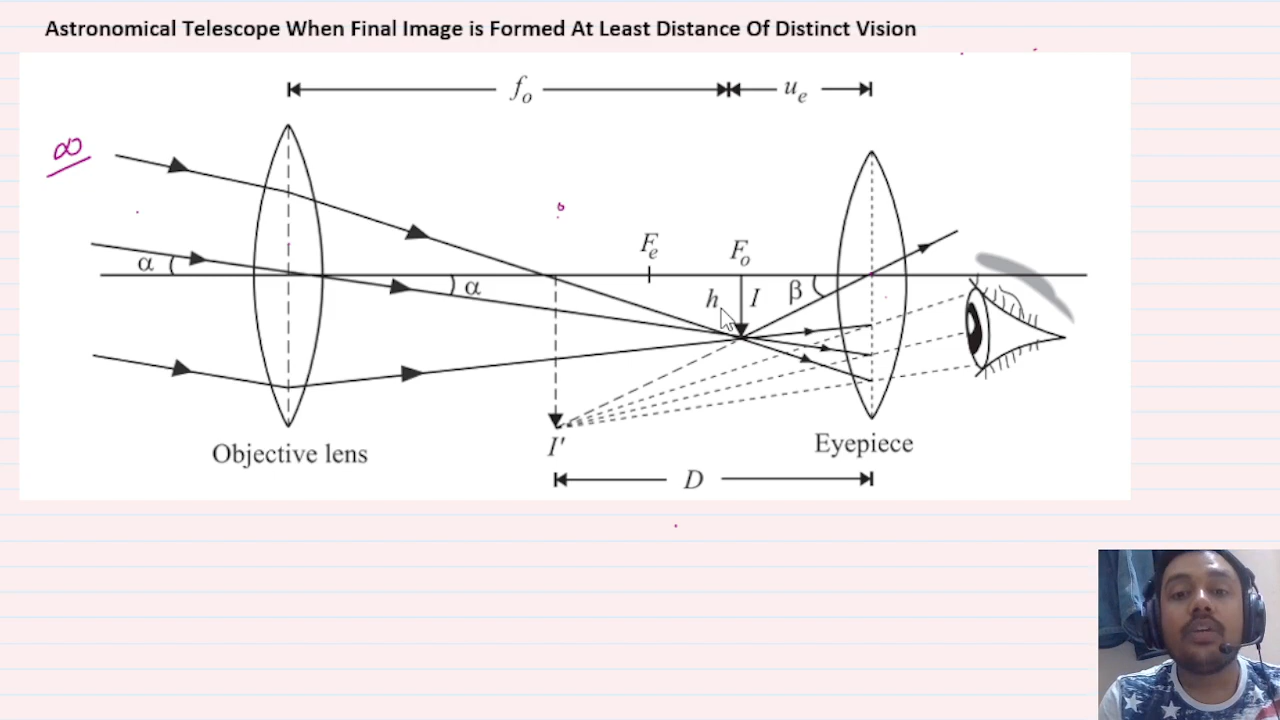 Astronomical Telescope When Final Image is Formed At Least Distance Of Distinct Vision
f_o u_e
∞
F_e F_o
α α h I β
I'
Objective lens Eyepiece
D